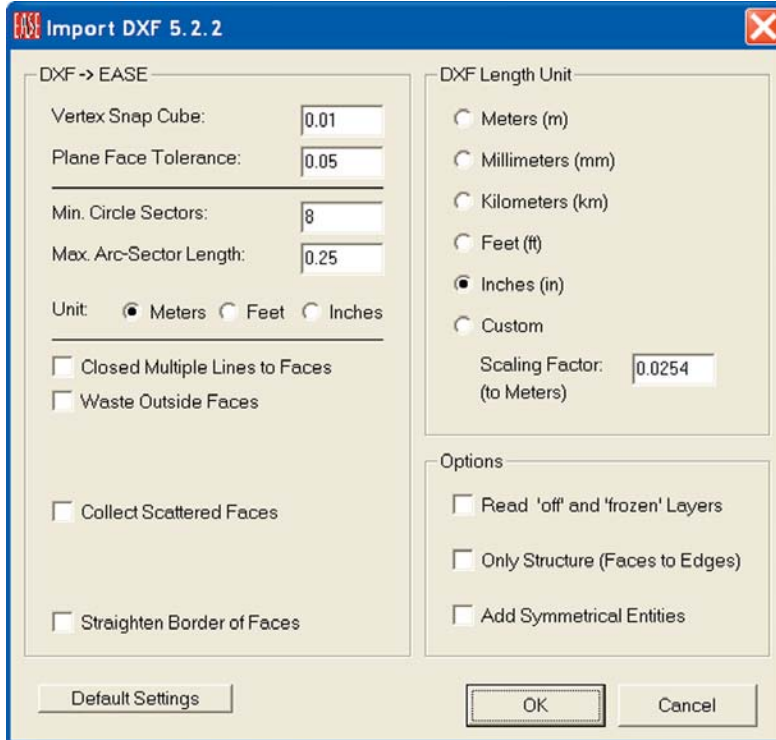 EASE Import DXF 5.2.2
DXF -> EASE
Vertex Snap Cube: 0.01
Plane Face Tolerance: 0.05
Min. Circle Sectors: 8
Max. Arc-Sector Length: 0.25
Unit: Meters Feet Inches
Closed Multiple Lines to Faces
Waste Outside Faces
Collect Scattered Faces
Straighten Border of Faces
Default Settings
DXF Length Unit
Meters (m)
Millimeters (mm)
Kilometers (km)
Feet (ft)
Inches (in)
Custom
Scaling Factor: 0.0254
(to Meters)
Options
Read 'off' and 'frozen' Layers
Only Structure (Faces to Edges)
Add Symmetrical Entities
OK Cancel